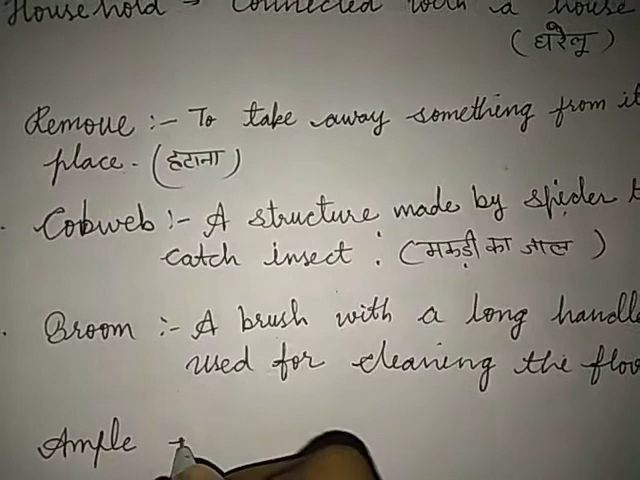 Household → Connected with a house
(घरेलू)
Remove :- To take away something from it
place. (हटाना)
Cobweb :- A structure made by spider t
catch insect : (मकड़ी का जाल)
Broom :- A brush with a long handle
used for cleaning the floo
Ample